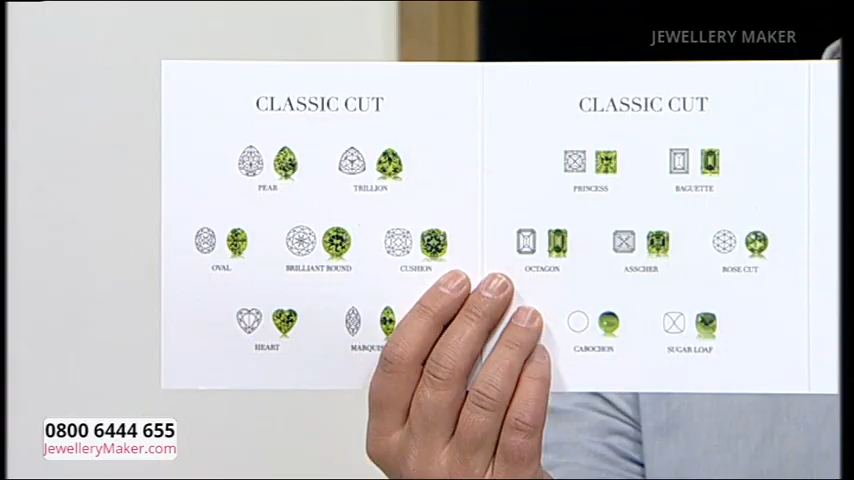 JEWELLERY MAKER
CLASSIC CUT
PEAR
TRILLION
OVAL
BRILLIANT ROUND
CUSHION
HEART
MARQUIS
CLASSIC CUT
PRINCESS
BAGUETTE
OCTAGON
ASSCHER
ROSE CUT
CABOCHON
SUGAR LOAF
0800 6444 655
JewelleryMaker.com